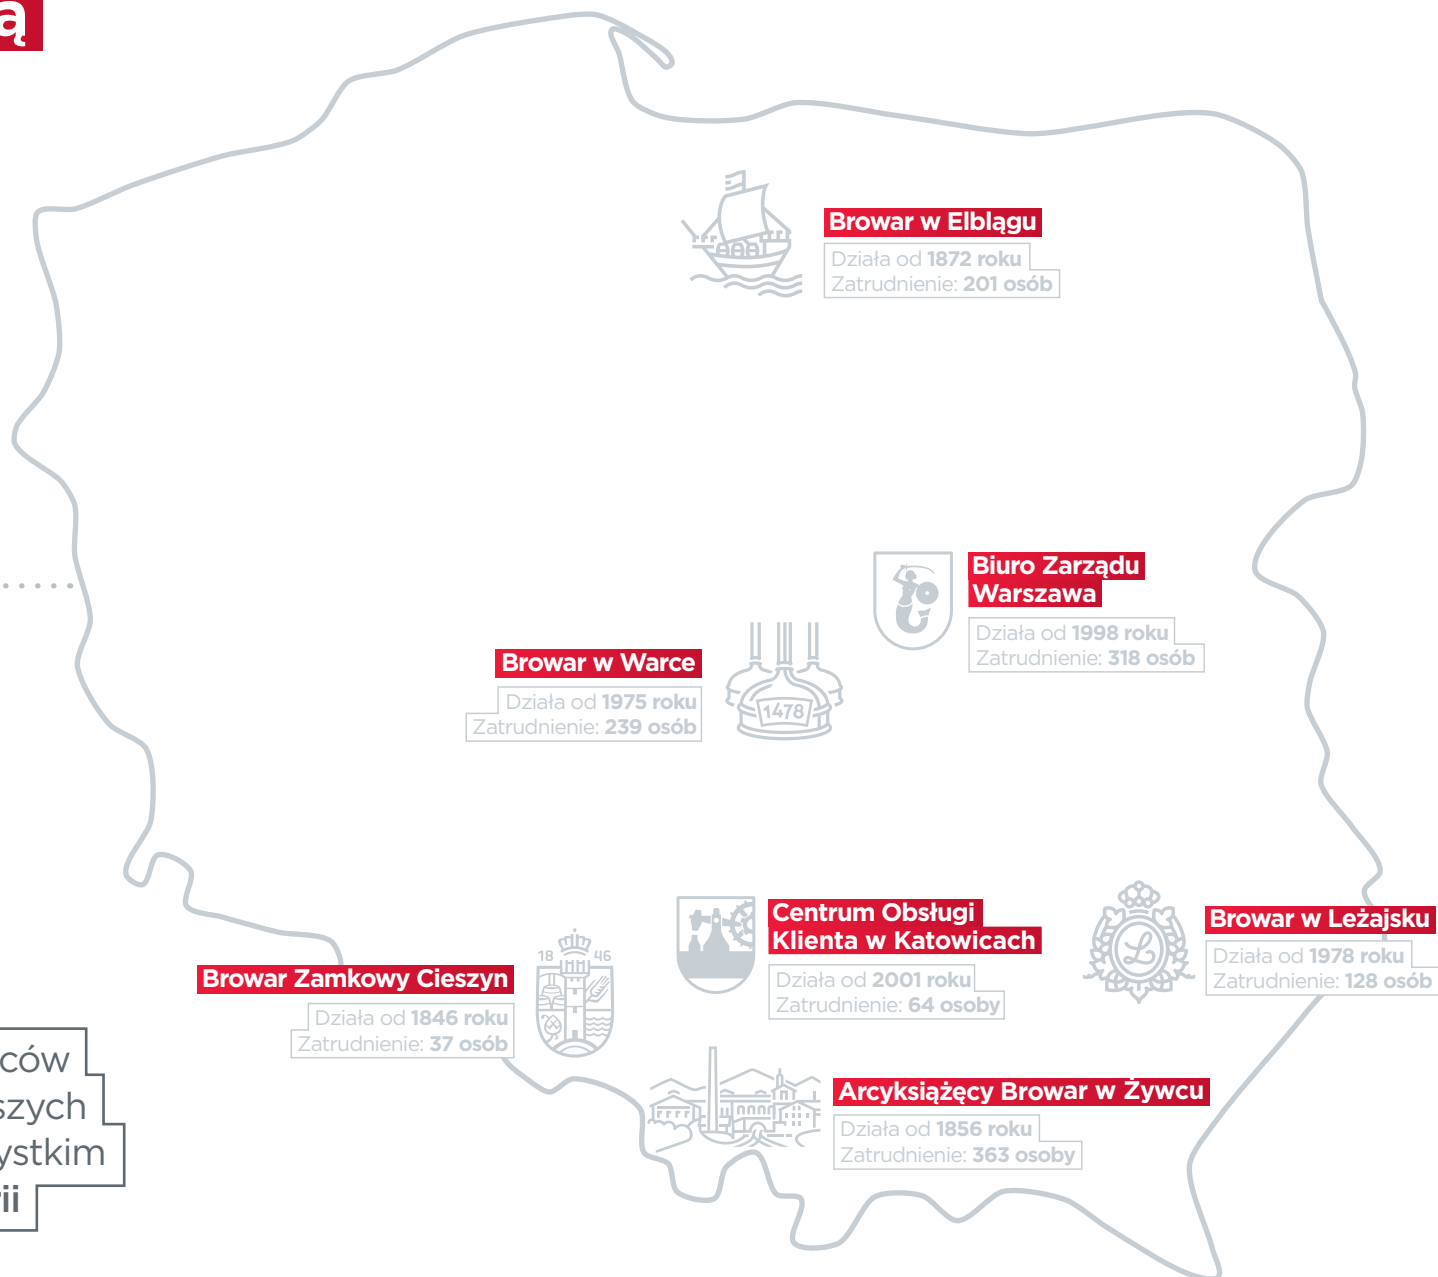 ą
Browar w Elblągu
Działa od 1872 roku
Zatrudnienie: 201 osób
Biuro Zarządu
Warszawa
Działa od 1998 roku
Zatrudnienie: 318 osób
Browar w Warce
Działa od 1975 roku
Zatrudnienie: 239 osób
1478
Centrum Obsługi
Klienta w Katowicach
Działa od 2001 roku
Zatrudnienie: 64 osoby
L
Browar w Leżajsku
Działa od 1978 roku
Zatrudnienie: 128 osób
Browar Zamkowy Cieszyn
Działa od 1846 roku
Zatrudnienie: 37 osób
18 46
Arcyksiążęcy Browar w Żywcu
Działa od 1856 roku
Zatrudnienie: 363 osoby
ców
szych
ystkim
ii